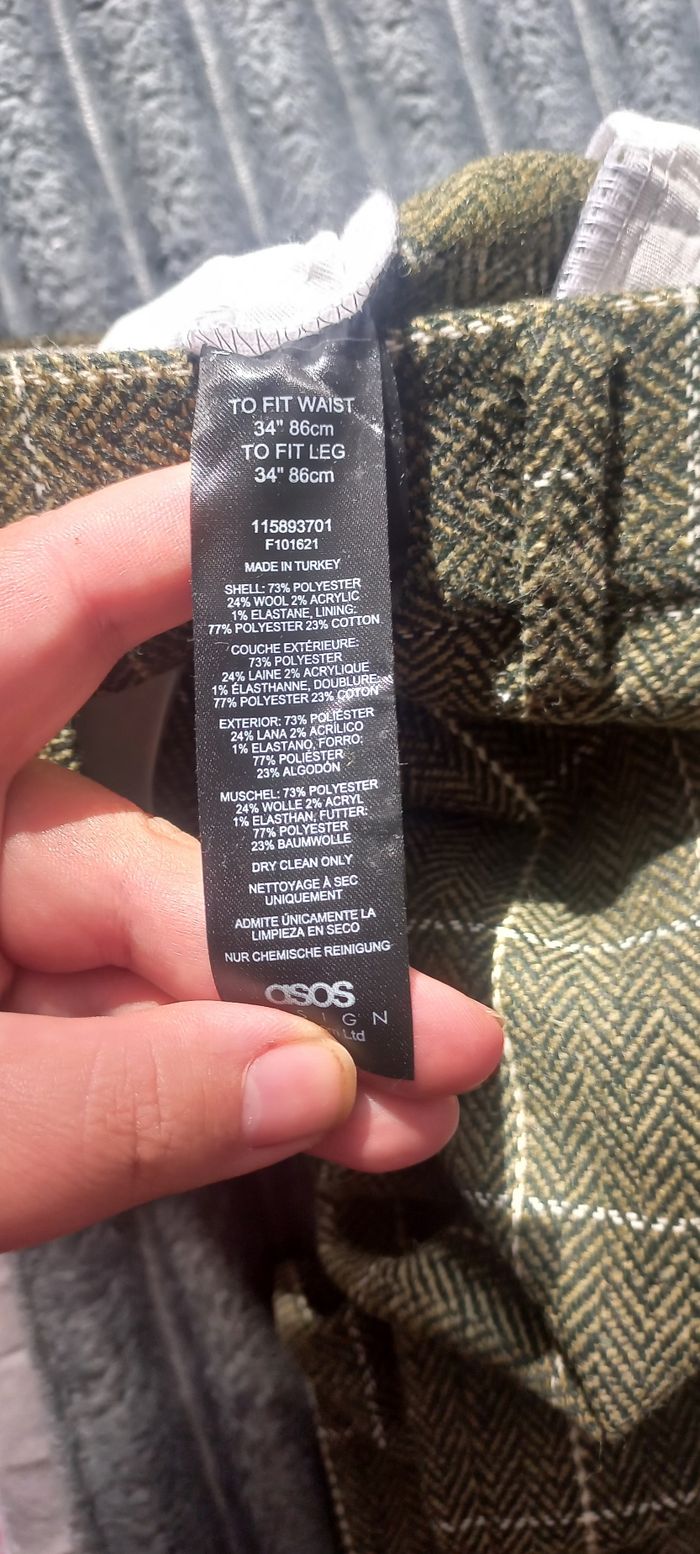 TO FIT WAIST
34" 86cm
TO FIT LEG
34" 86cm
115893701
F101621
MADE IN TURKEY
SHELL: 73% POLYESTER
24% WOOL 2% ACRYLIC
1% ELASTANE, LINING:
77% POLYESTER 23% COTTON
COUCHE EXTÉRIEURE:
73% POLYESTER
24% LAINE 2% ACRYLIQUE
1% ÉLASTHANNE, DOUBLURE:
77% POLYESTER 23% COTON
EXTERIOR: 73% POLIÉSTER
24% LANA 2% ACRÍLICO
1% ELASTANO, FORRO:
77% POLIÉSTER
23% ALGODÓN
MUSCHEL: 73% POLYESTER
24% WOLLE 2% ACRYL
1% ELASTHAN, FUTTER:
77% POLYESTER
23% BAUMWOLLE
DRY CLEAN ONLY
NETTOYAGE À SEC
UNIQUEMENT
ADMITE ÚNICAMENTE LA
LIMPIEZA EN SECO
NUR CHEMISCHE REINIGUNG
asos
SIGN
Ltd